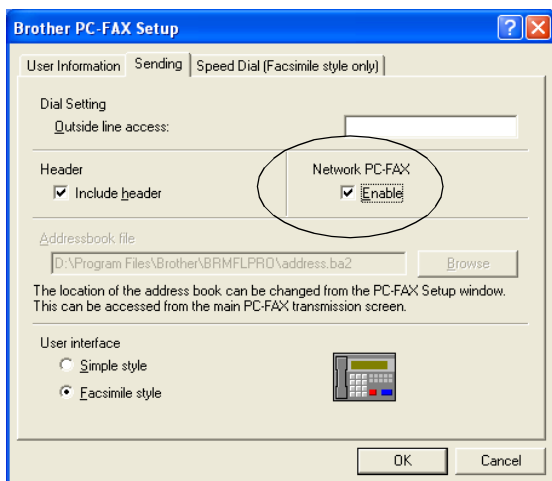 Brother PC-FAX Setup
User Information Sending Speed Dial (Facsimile style only)
Dial Setting
Outside line access:
Header Network PC-FAX
Include header Enable
Addressbook file
D:\Program Files\Brother\BRMFLPRO\address.ba2 Browse
The location of the address book can be changed from the PC-FAX Setup window.
This can be accessed from the main PC-FAX transmission screen.
User interface
Simple style
Facsimile style
OK Cancel